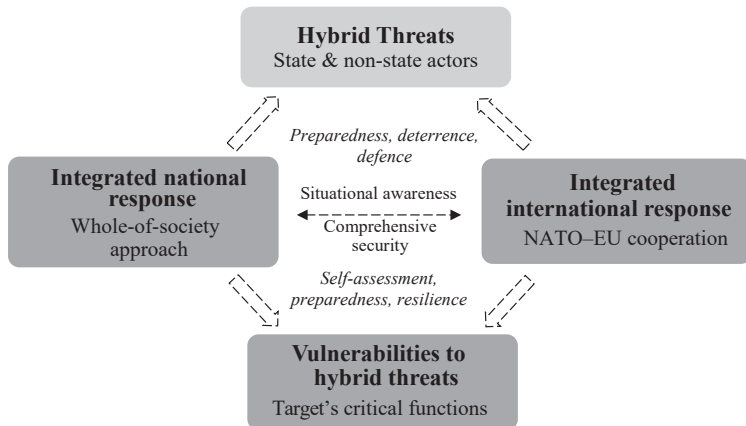 Hybrid Threats
State & non-state actors
Preparedness, deterrence,
defence
Integrated national
response
Whole-of-society
approach
Situational awareness
Comprehensive
security
Integrated
international response
NATO–EU cooperation
Self-assessment,
preparedness, resilience
Vulnerabilities to
hybrid threats
Target's critical functions